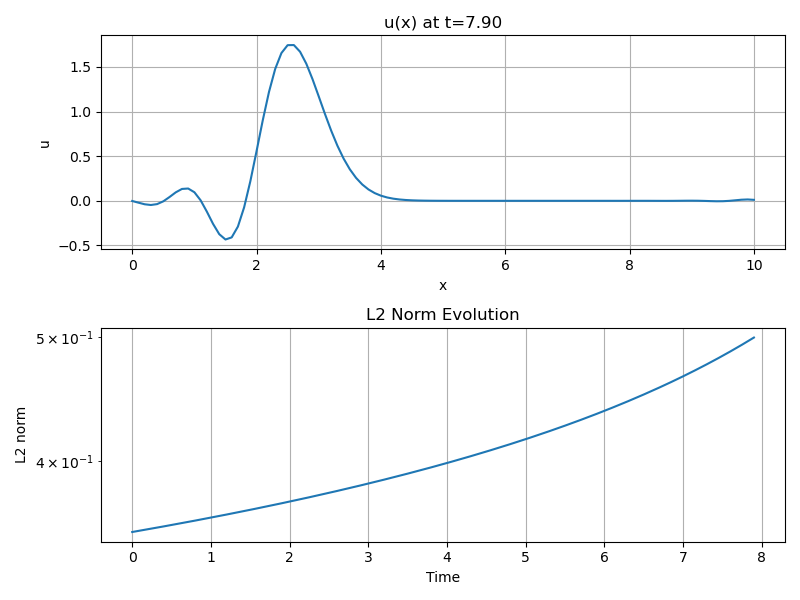 u(x) at t=7.90
u
1.5
1.0
0.5
0.0
−0.5
0 2 4 6 8 10
x
L2 Norm Evolution
L2 norm
5 × 10⁻¹
4 × 10⁻¹
0 1 2 3 4 5 6 7 8
Time